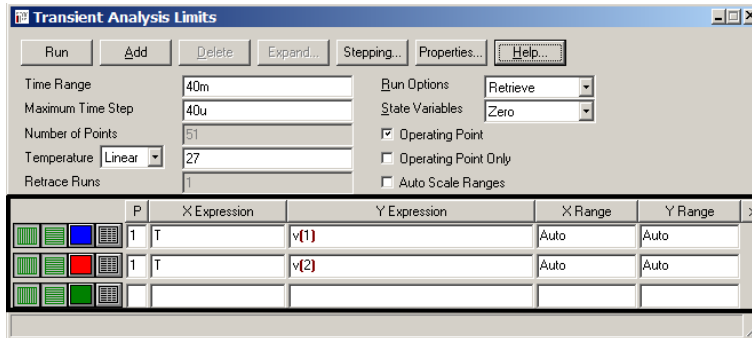 Transient Analysis Limits
Run Add Delete Expand... Stepping... Properties... Help...
Time Range 40m Run Options Retrieve
Maximum Time Step 40u State Variables Zero
Number of Points 51 Operating Point
Temperature Linear 27 Operating Point Only
Retrace Runs 1 Auto Scale Ranges
P X Expression Y Expression X Range Y Range >
1 T v(1) Auto Auto
1 T v(2) Auto Auto